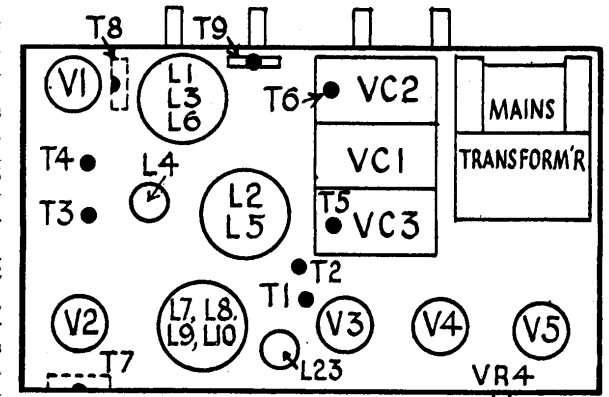 T8 T9
V1
L1
L3
L6
T6
VC2
MAINS
TRANSFORM'R
T4
L4
VC1
T3
L2
L5
T5
VC3
T2
T1
V2
L7, L8,
L9, L10
V3
V4
V5
T7
L23
VR4